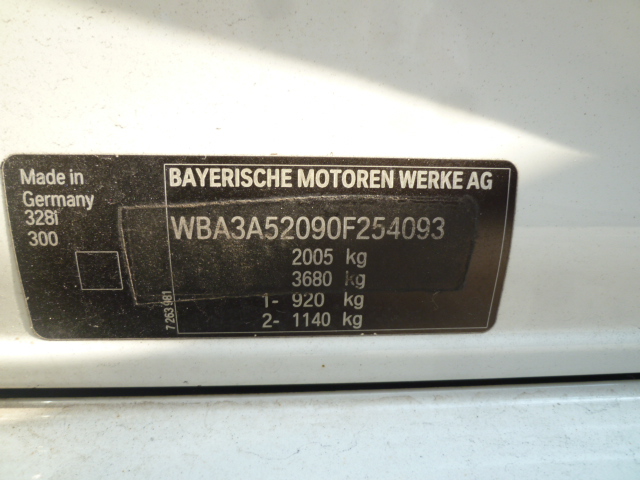 Made in
Germany
328i
300
7 263 981
BAYERISCHE MOTOREN WERKE AG
WBA3A52090F254093
2005 kg
3680 kg
1- 920 kg
2- 1140 kg